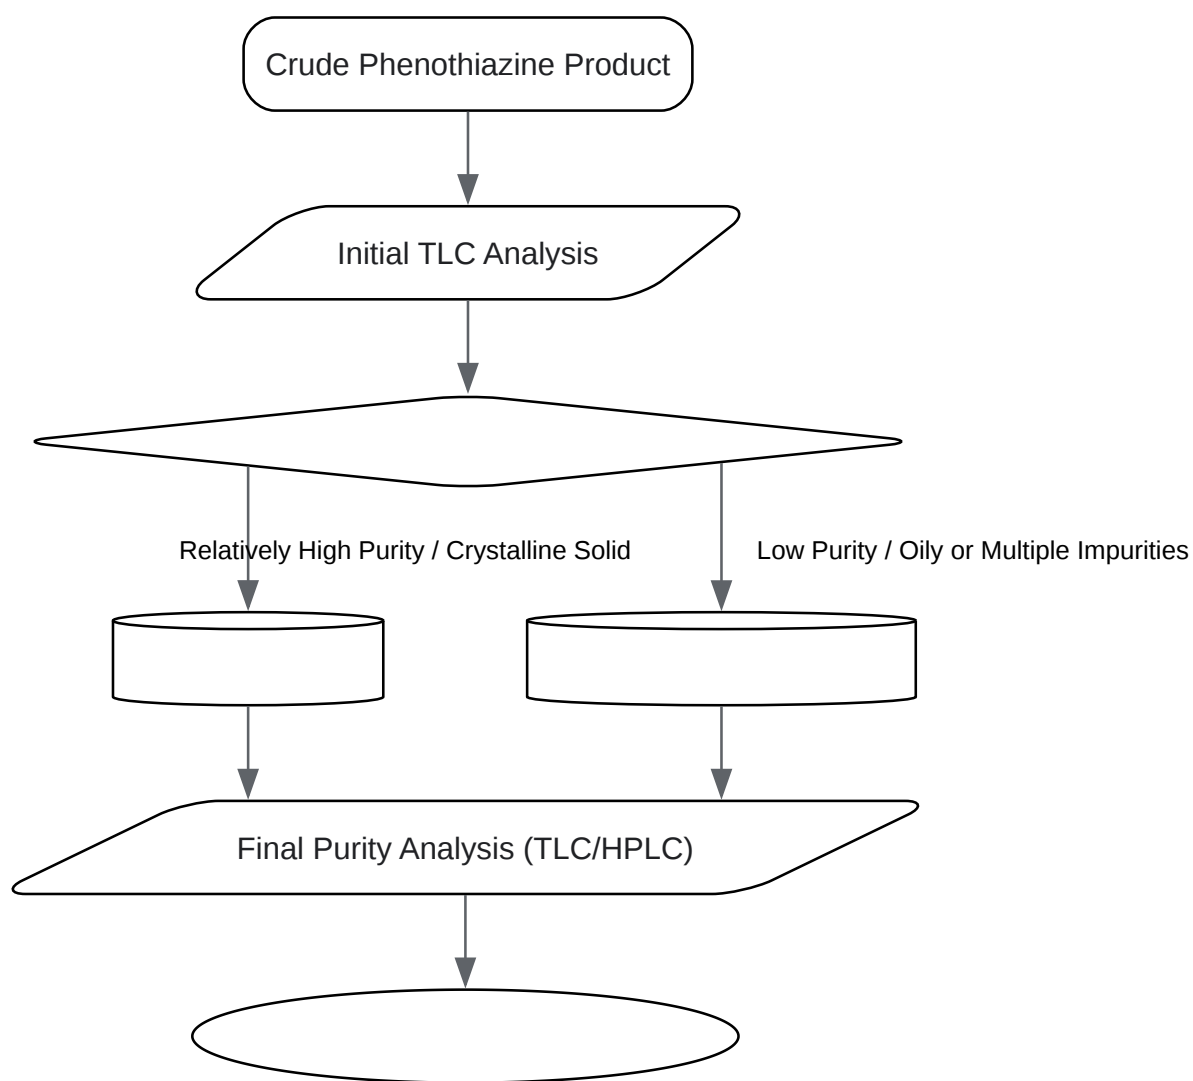 Crude Phenothiazine Product
Initial TLC Analysis
Relatively High Purity / Crystalline Solid
Low Purity / Oily or Multiple Impurities
Final Purity Analysis (TLC/HPLC)